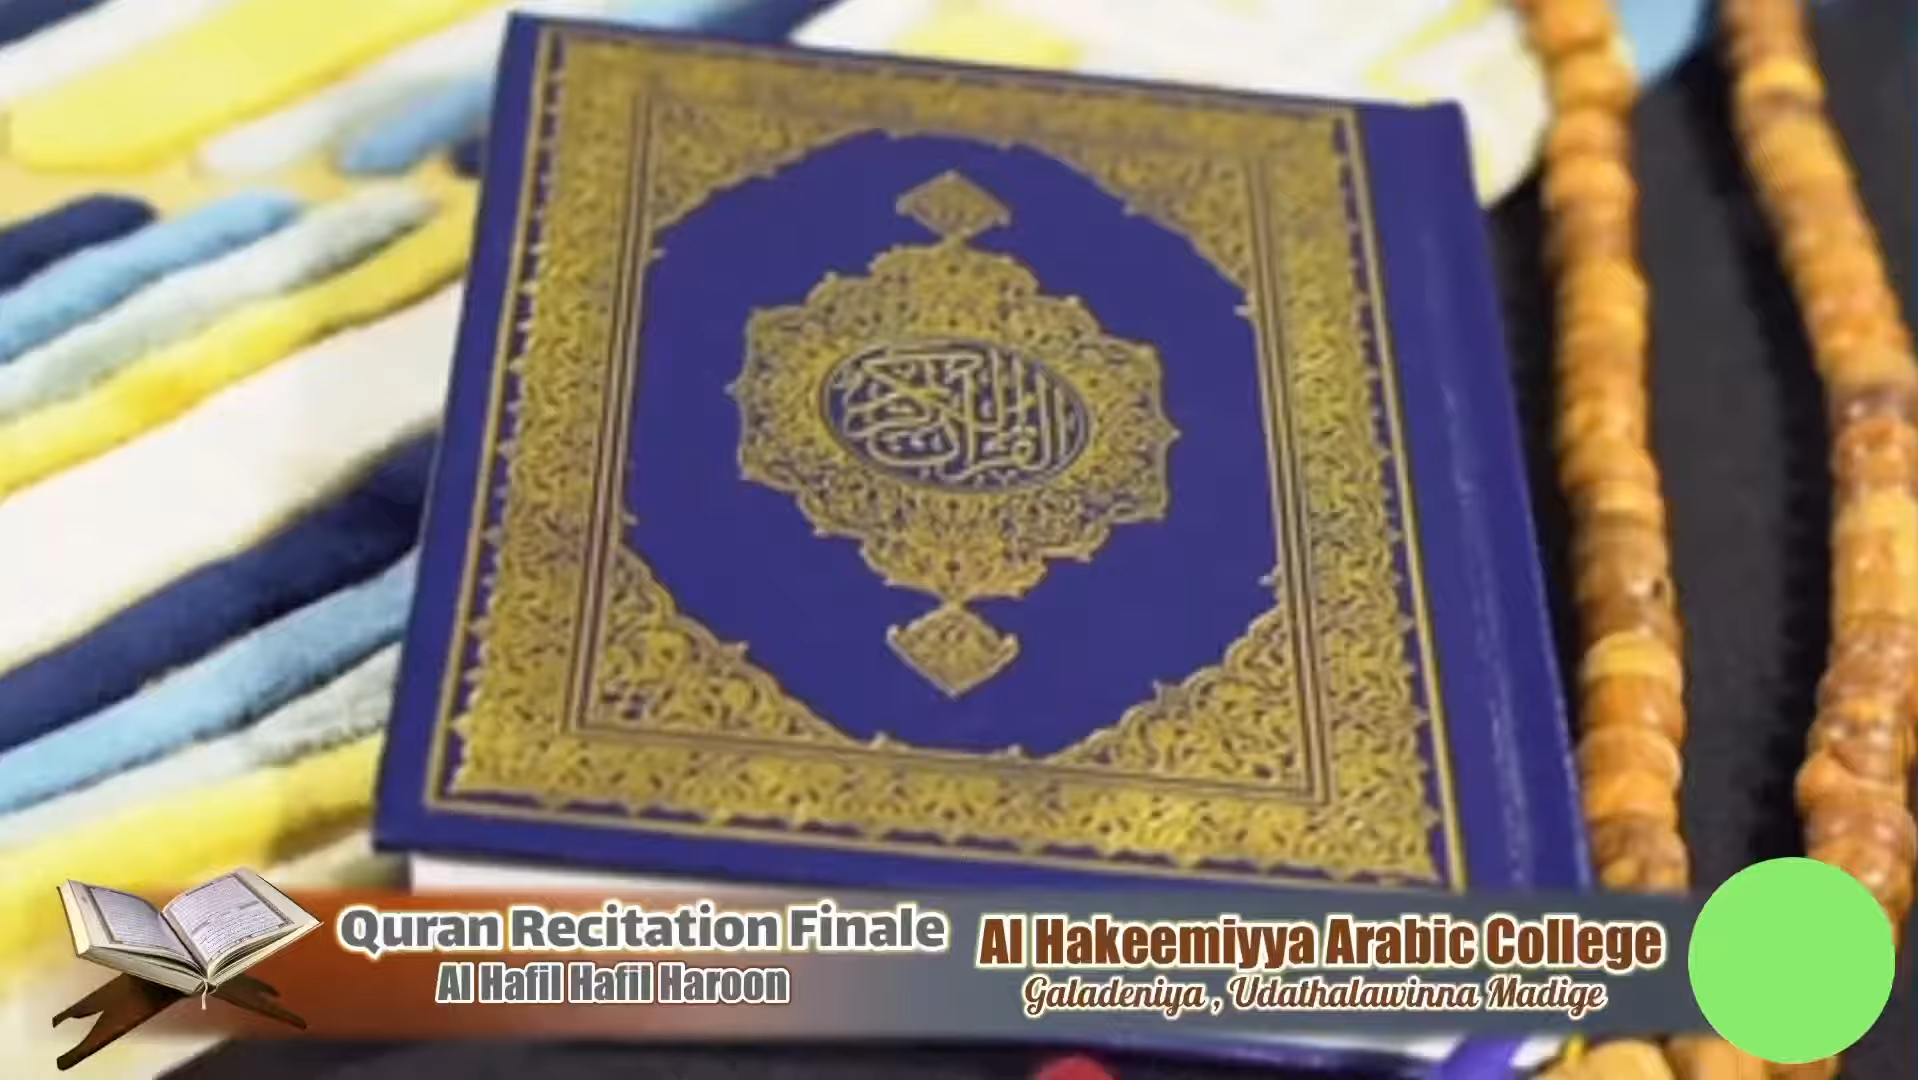 القرآن الكريم
Quran Recitation Finale
Al Hafil Hafil Haroon
Al Hakeemiyya Arabic College
Galadeniya , Udathalawinna Madige